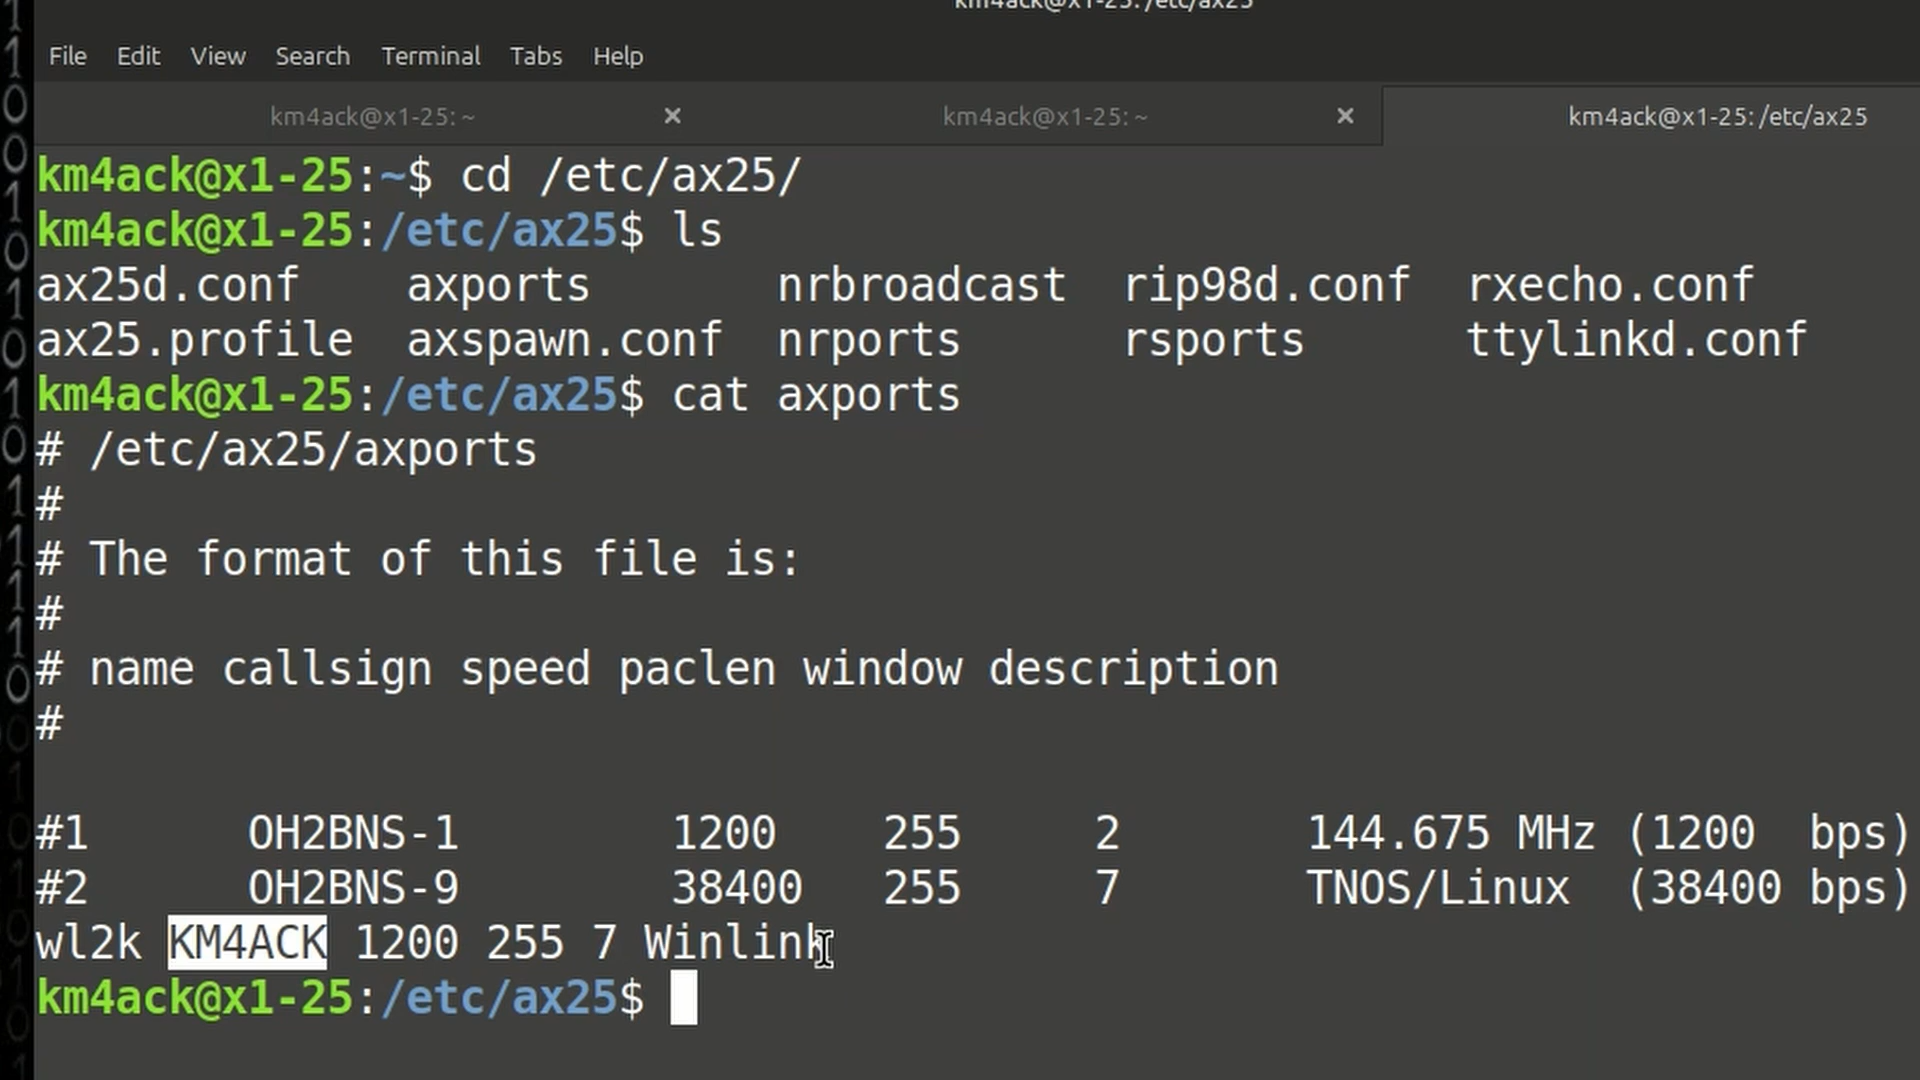 km4ack@x1-25: /etc/ax25
File Edit View Search Terminal Tabs Help
km4ack@x1-25: ~ × km4ack@x1-25: ~ × km4ack@x1-25: /etc/ax25
km4ack@x1-25:~$ cd /etc/ax25/
km4ack@x1-25:/etc/ax25$ ls
ax25d.conf axports nrbroadcast rip98d.conf rxecho.conf
ax25.profile axspawn.conf nrports rsports ttylinkd.conf
km4ack@x1-25:/etc/ax25$ cat axports
# /etc/ax25/axports
#
# The format of this file is:
#
# name callsign speed paclen window description
#
#1 OH2BNS-1 1200 255 2 144.675 MHz (1200 bps)
#2 OH2BNS-9 38400 255 7 TNOS/Linux (38400 bps)
wl2k KM4ACK 1200 255 7 Winlink
km4ack@x1-25:/etc/ax25$